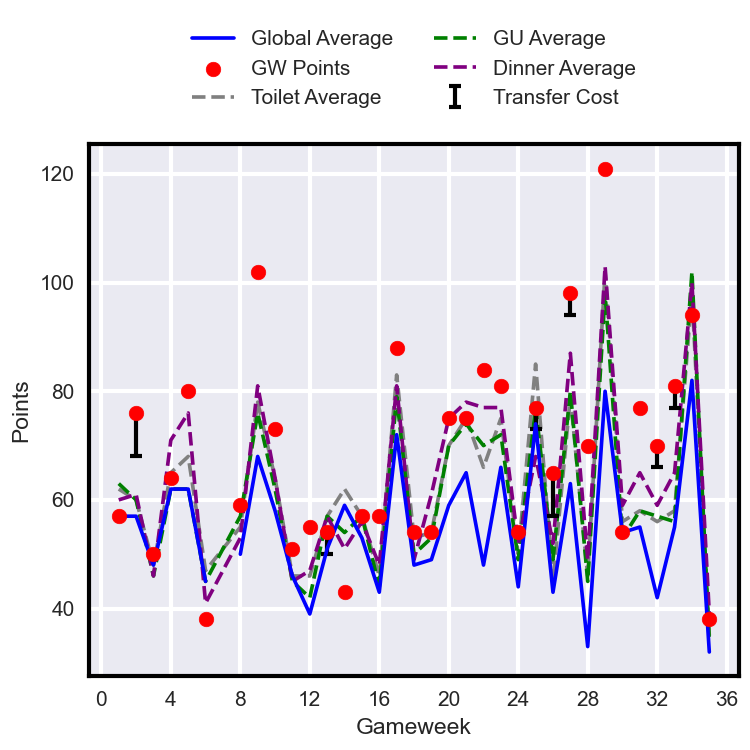 Global Average
GW Points
Toilet Average
GU Average
Dinner Average
Transfer Cost
Points
120
100
80
60
40
0 4 8 12 16 20 24 28 32 36
Gameweek